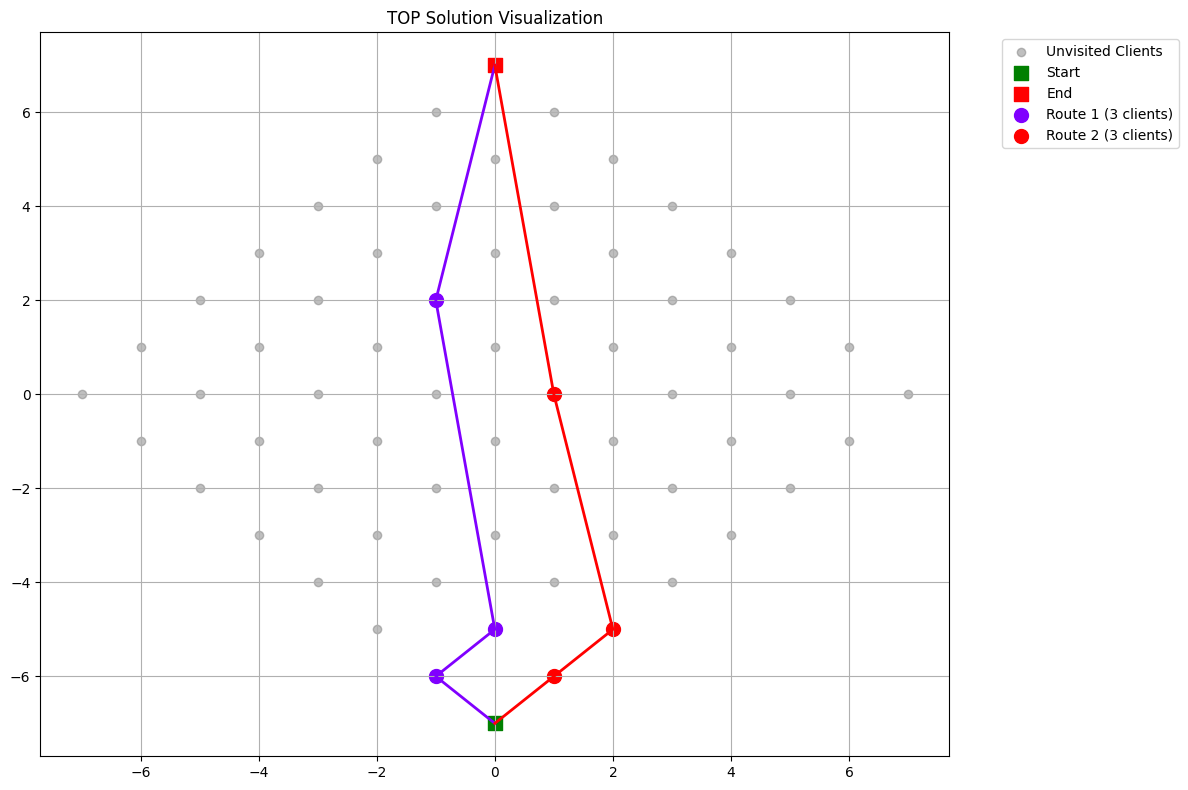 TOP Solution Visualization
Unvisited Clients
Start
End
Route 1 (3 clients)
Route 2 (3 clients)
6
4
2
0
−2
−4
−6
−6 −4 −2 0 2 4 6